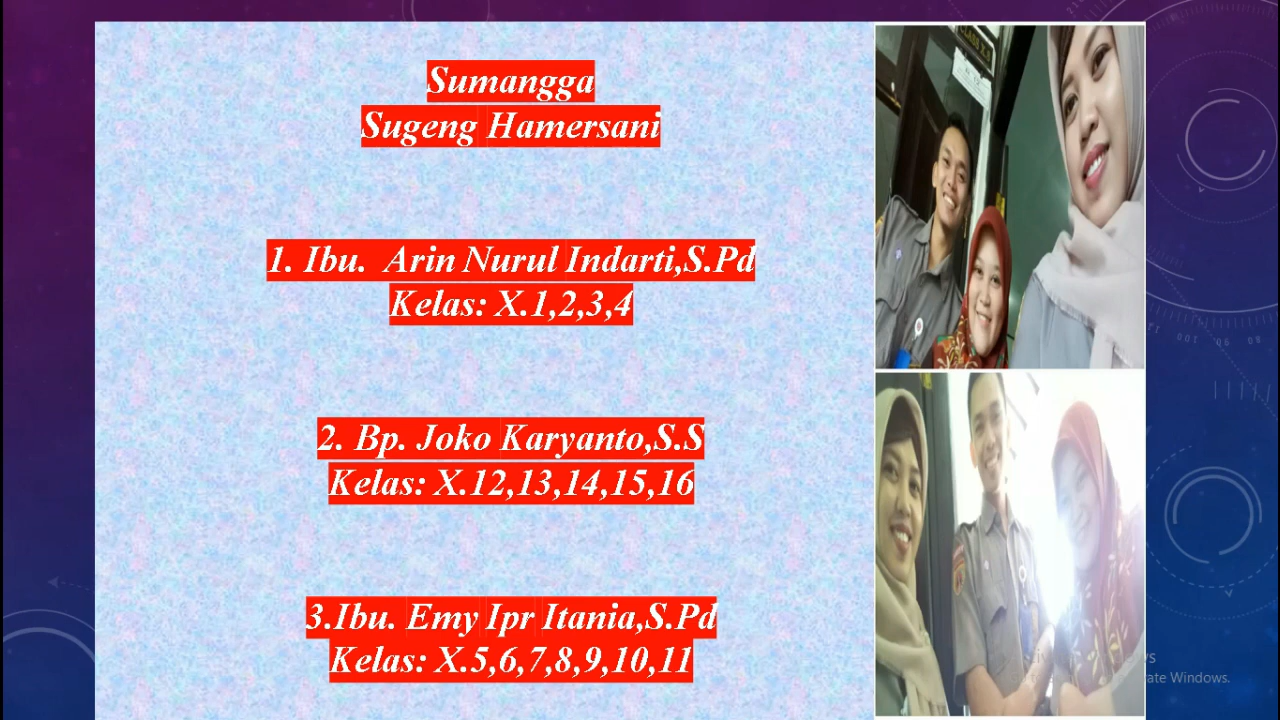 Sumangga
Sugeng Hamersani
1. Ibu. Arin Nurul Indarti,S.Pd
Kelas: X.1,2,3,4
2. Bp. Joko Karyanto,S.S
Kelas: X.12,13,14,15,16
3.Ibu. Emy Ipr Itania,S.Pd
Kelas: X.5,6,7,8,9,10,11
Windows.